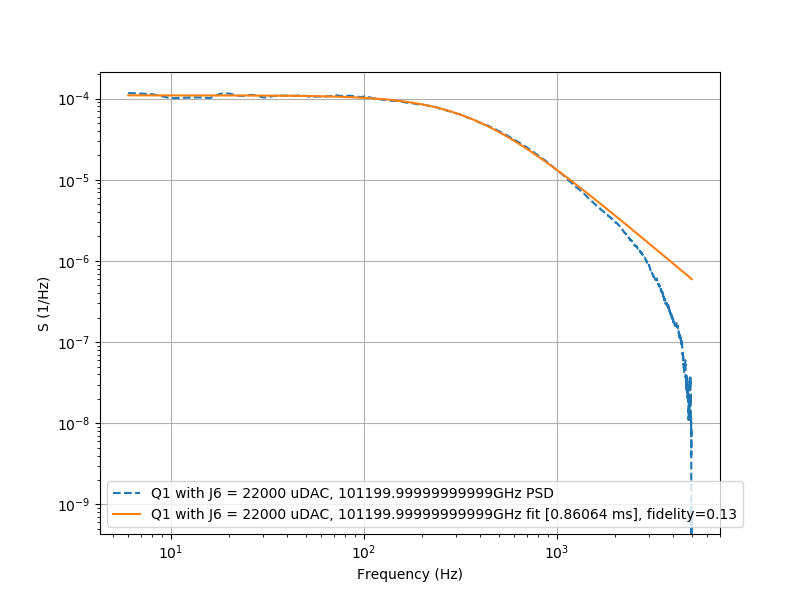 S (1/Hz)
10⁻⁴
10⁻⁵
10⁻⁶
10⁻⁷
10⁻⁸
10⁻⁹
Q1 with J6 = 22000 uDAC, 101199.99999999999GHz PSD
Q1 with J6 = 22000 uDAC, 101199.99999999999GHz fit [0.86064 ms], fidelity=0.13
10¹ 10² 10³
Frequency (Hz)